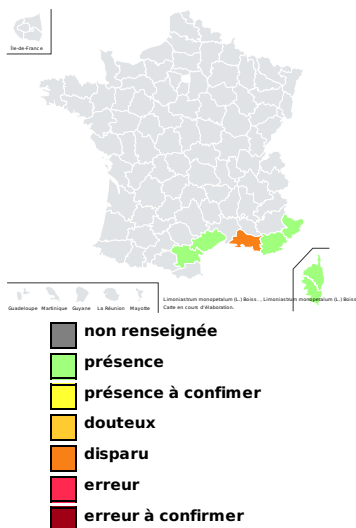 Île-de-France
Guadeloupe Martinique Guyane La Réunion Mayotte
Limoniastrum monopetalum (L.) Boiss. , Limoniastrum monopetalum (L.) Boiss
Carte en cours d'élaboration.
non renseignée
présence
présence à confimer
douteux
disparu
erreur
erreur à confirmer